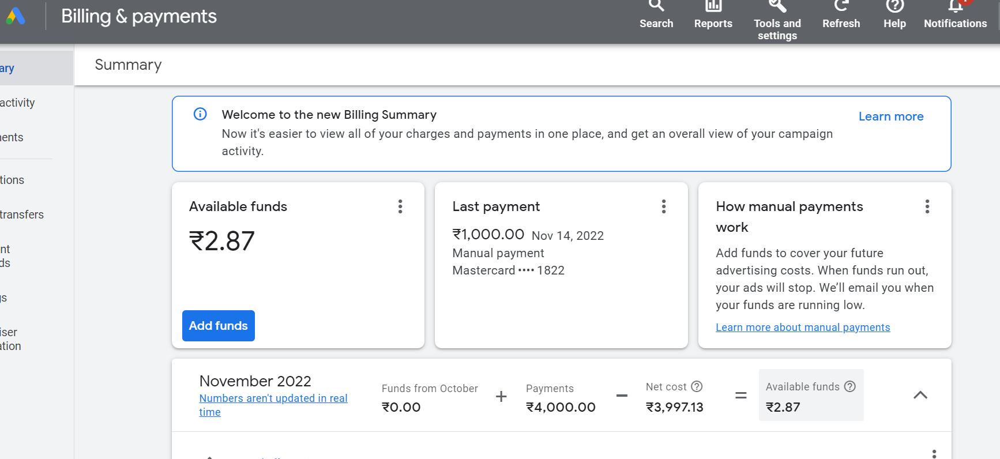 Billing & payments
Search
Reports
Tools and
settings
Refresh
Help
Notifications
ary
activity
nents
tions
transfers
nt
ds
gs
iser
ation
Summary
Welcome to the new Billing Summary
Learn more
Now it's easier to view all of your charges and payments in one place, and get an overall view of your campaign
activity.
Available funds
₹2.87
Add funds
Last payment
₹1,000.00 Nov 14, 2022
Manual payment
Mastercard •••• 1822
How manual payments
work
Add funds to cover your future
advertising costs. When funds run out,
your ads will stop. We’ll email you when
your funds are running low.
Learn more about manual payments
November 2022
Numbers aren't updated in real
time
Funds from October
₹0.00
+
Payments
₹4,000.00
−
Net cost
₹3,997.13
=
Available funds
₹2.87